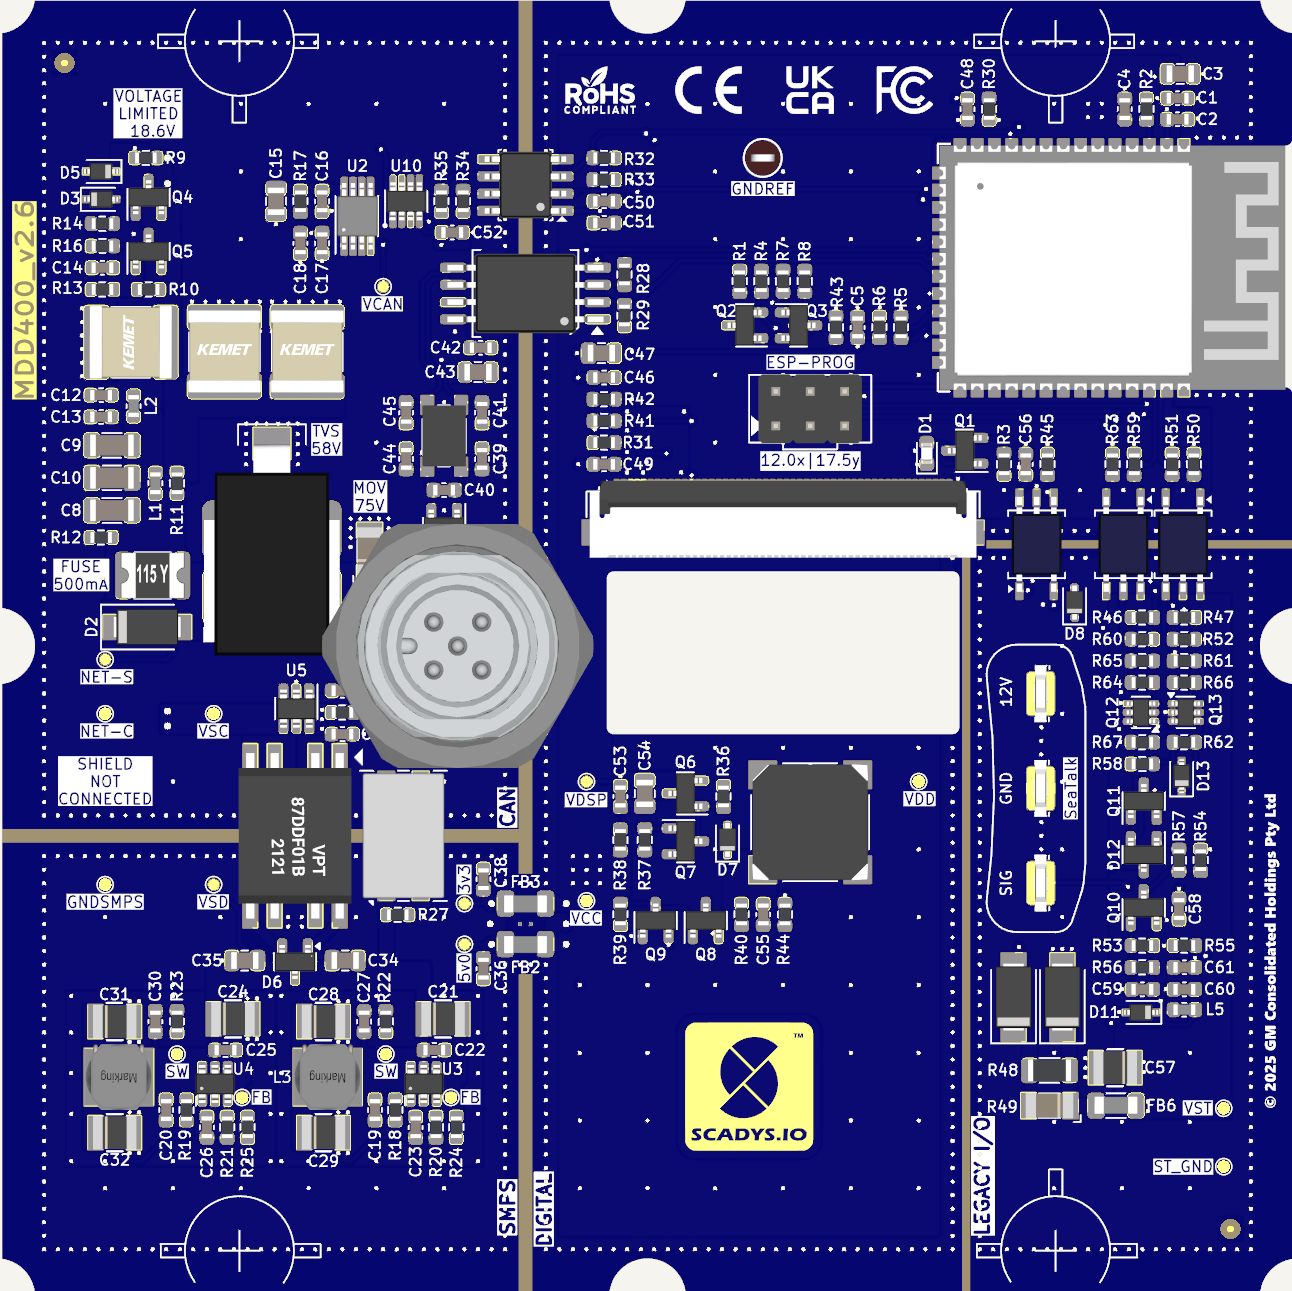 VOLTAGE
LIMITED
18.6V
RoHS
COMPLIANT
CE
UK
CA
FC
C48
R30
C4
R2
C3
C1
C2
D5
R9
D3
Q4
R14
R16
Q5
C14
R13
R10
MDD400_v2.6
C15
R17
C16
U2
U10
R35
R34
C18
C17
C52
VCAN
R32
R33
C50
C51
GNDREF
R28
R29
R1
R4
R7
R8
Q2
Q3
R43
C5
R6
R5
KEMET
KEMET
KEMET
C42
C43
C47
C46
R42
R41
R31
C49
ESP-PROG
12.0x|17.5y
C12
C13
L2
C9
C10
C8
L1
R11
R12
TVS
58V
MOV
75V
C45
C41
C44
C39
C40
D1
Q1
R3
C56
R45
R63
R59
R51
R50
FUSE
500mA
115Y
D2
NET-S
NET-C
VSC
U5
SHIELD
NOT
CONNECTED
D8
R46
R47
R60
R52
R65
R61
R64
R66
Q12
Q13
R67
R62
R58
D13
12V
GND
SIG
SeaTalk
Q11
D12
R57
R54
Q10
C58
R53
R55
R56
C61
C59
C60
D11
L5
R48
C57
R49
FB6
VST
ST_GND
VDSP
C53
C54
Q6
R36
VDD
R38
R37
Q7
D7
VCC
R39
Q9
Q8
R40
C55
R44
CAN
87DDF01B
VPT
2121
GNDSMPS
VSD
R27
3v3
C38
FB3
5v0
C36
FB2
C35
D6
C34
C31
C30
R23
C24
C28
C27
R22
C21
C25
C22
SW
SW
U4
U3
L3
Marking
Marking
FB
FB
C20
R19
C26
R21
R25
C32
C19
R18
C23
R20
R24
C29
SMPS
DIGITAL
LEGACY I/O
™
SCADYS.IO
© 2025 GM Consolidated Holdings Pty Ltd